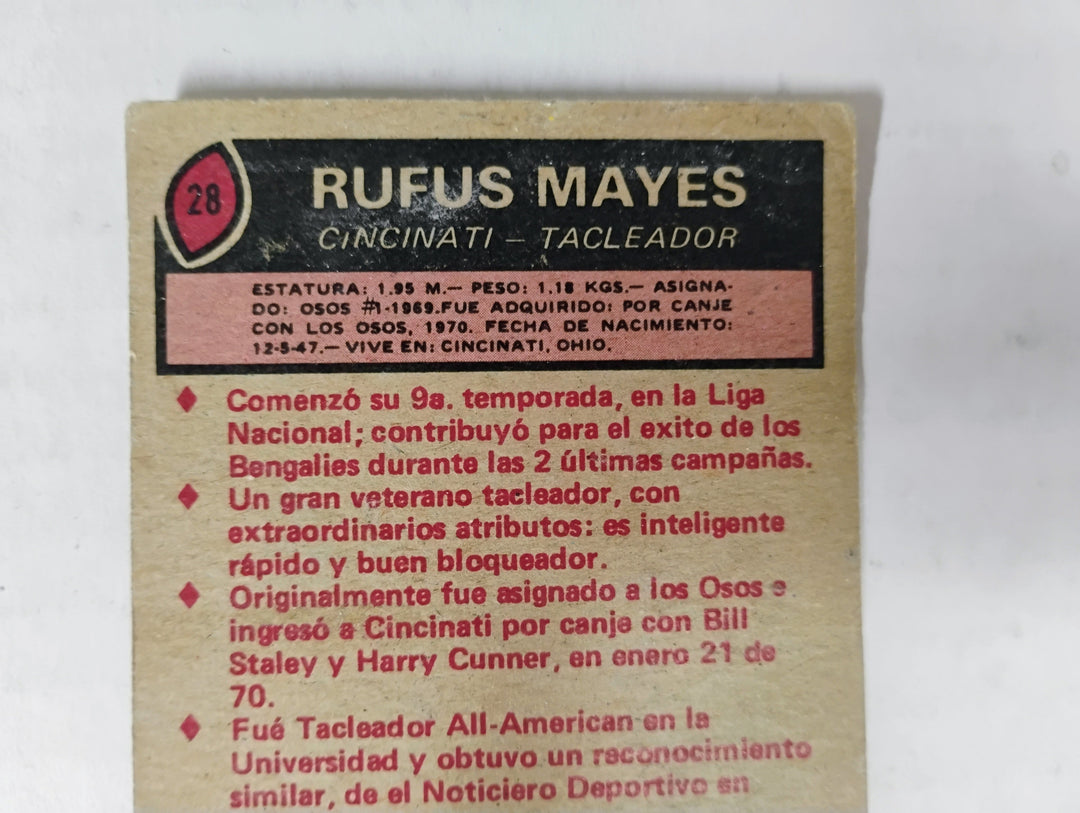 28
RUFUS MAYES
CINCINATI – TACLEADOR
ESTATURA: 1.95 M.— PESO: 1.18 KGS.— ASIGNA-
DO: OSOS #1-1969.FUE ADQUIRIDO: POR CANJE
CON LOS OSOS, 1970. FECHA DE NACIMIENTO:
12-5-47.— VIVE EN: CINCINATI, OHIO.
♦ Comenzó su 9a. temporada, en la Liga
Nacional; contribuyó para el exito de los
Bengalies durante las 2 últimas campañas.
♦ Un gran veterano tacleador, con
extraordinarios atributos: es inteligente
rápido y buen bloqueador.
♦ Originalmente fue asignado a los Osos e
ingresó a Cincinati por canje con Bill
Staley y Harry Cunner, en enero 21 de
70.
♦ Fué Tacleador All-American en la
Universidad y obtuvo un reconocimiento
similar, de el Noticiero Deportivo en